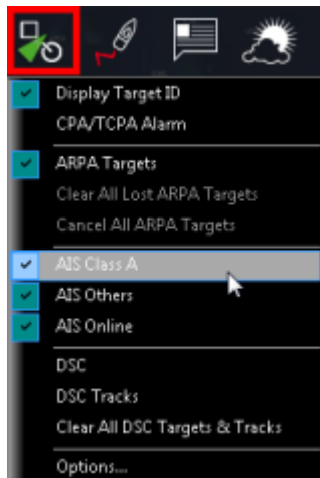 Display Target ID
CPA/TCPA Alarm
ARPA Targets
Clear All Lost ARPA Targets
Cancel All ARPA Targets
AIS Class A
AIS Others
AIS Online
DSC
DSC Tracks
Clear All DSC Targets & Tracks
Options...